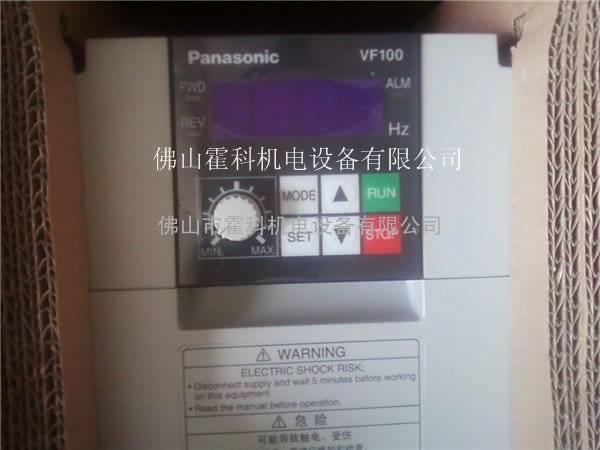 Panasonic VF100
FWD ALM
REV
Hz
佛山霍科机电设备有限公司
MODE ▲ RUN
佛山市霍科机电设备有限公司
SET ▼ STOP
MIN. MAX.
⚠ WARNING
ELECTRIC SHOCK RISK;
• Disconnect supply and wait 5 minutes before working
on this equipment.
• Read the manual before operation.
⚠ 危险
可能导致触电、受伤